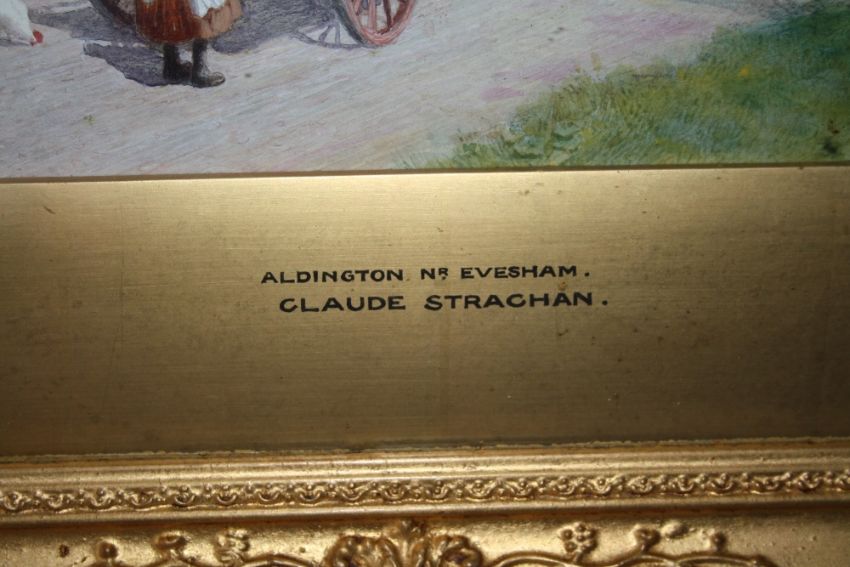 ALDINGTON NR EVESHAM.
CLAUDE STRACHAN.